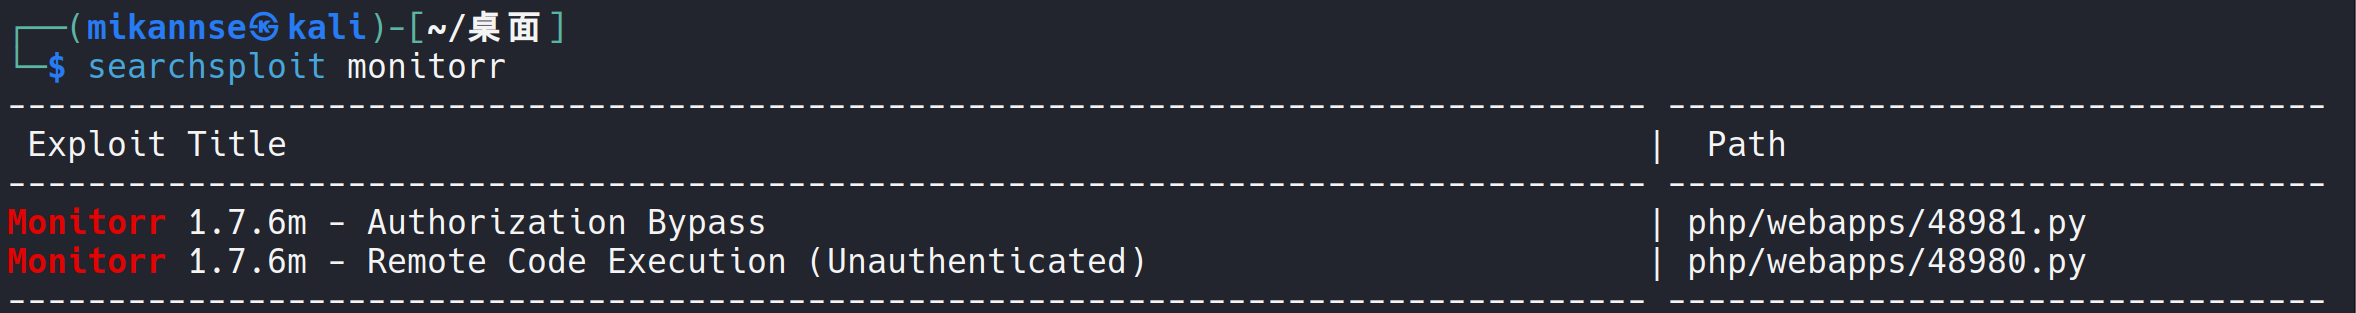 ┌──(mikannse㉿kali)-[~/桌面]
└─$ searchsploit monitorr
---------------------------------------------------------------------------------- ---------------------------------
 Exploit Title                                                                    |  Path
---------------------------------------------------------------------------------- ---------------------------------
Monitorr 1.7.6m - Authorization Bypass                                            | php/webapps/48981.py
Monitorr 1.7.6m - Remote Code Execution (Unauthenticated)                         | php/webapps/48980.py
---------------------------------------------------------------------------------- ---------------------------------